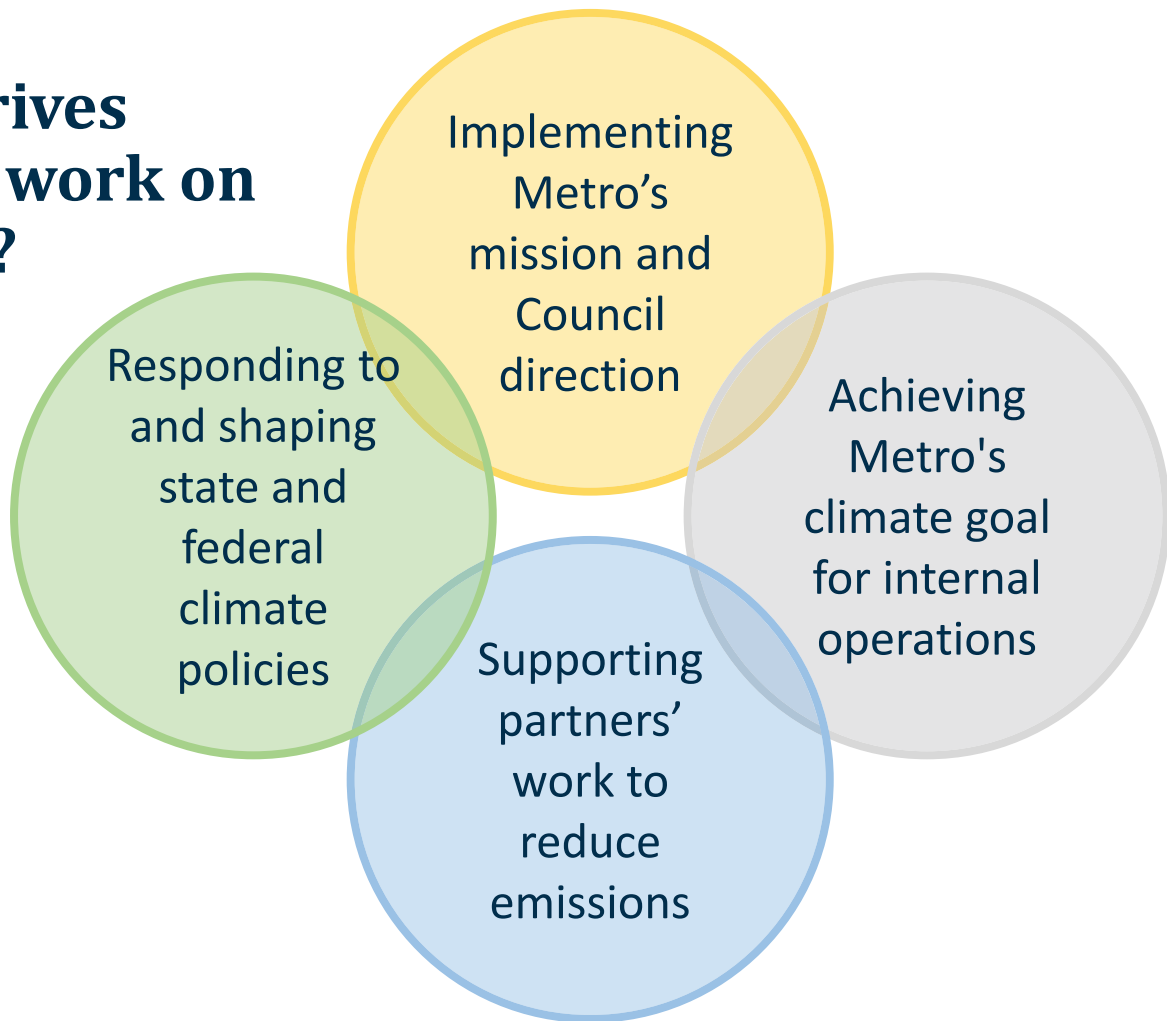 rives
work on
?
Implementing
Metro’s
mission and
Council
direction
Responding to
and shaping
state and
federal
climate
policies
Achieving
Metro's
climate goal
for internal
operations
Supporting
partners’
work to
reduce
emissions